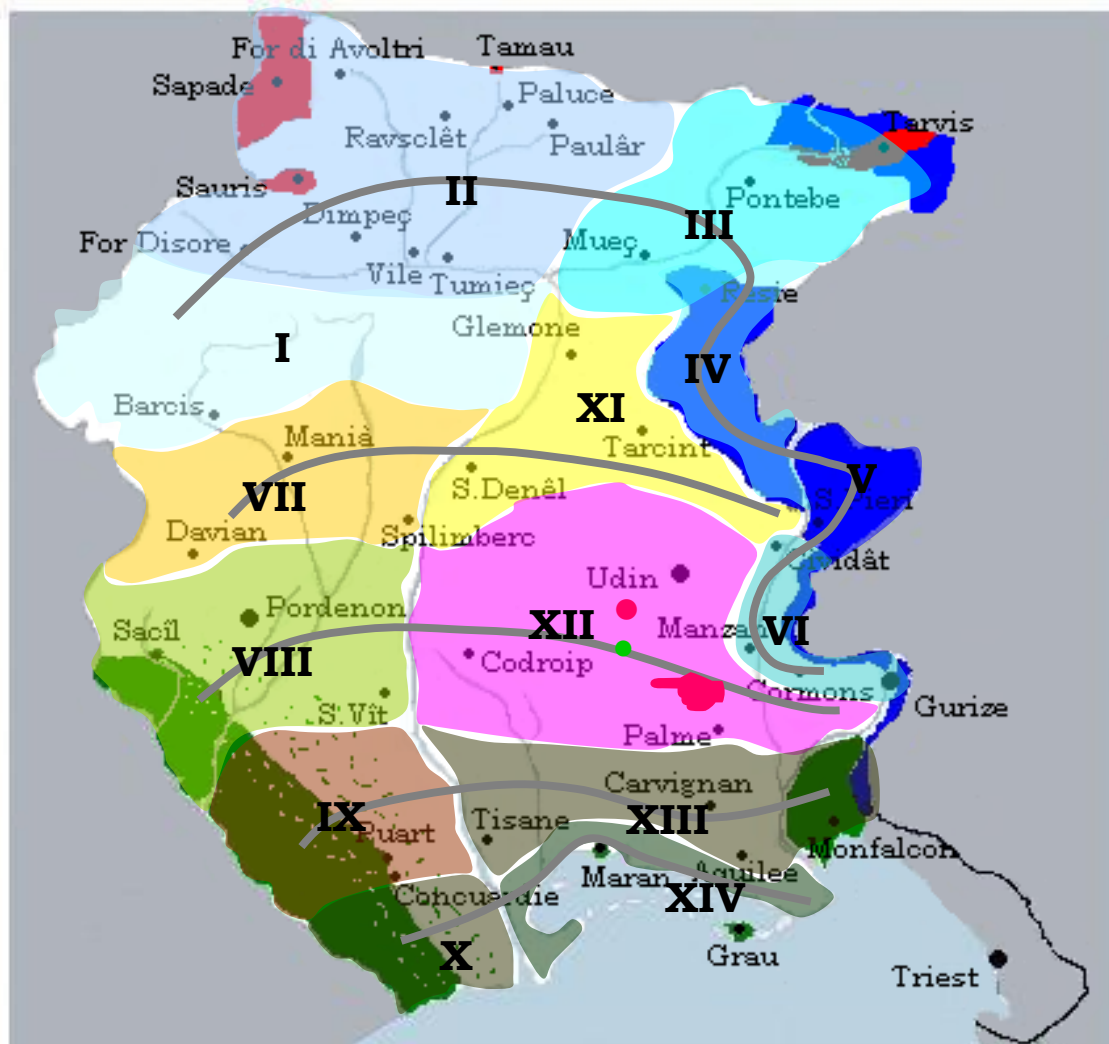 For di Avoltri
Tamau
Sapade
Paluce
Ravsclêt
Paulâr
Tarvis
Sauris
II
Pontebe
Dimpeç
III
For Disore
Mueç
Vile
Tumieç
Resie
Glemone
I
IV
Barcis
XI
Manià
Tarcint
V
VII
S.Denêl
S.Pieri
Davian
Spilimberc
Cividât
Udin
Pordenon
XII
Manzan
VI
Sacîl
VIII
Codroip
Cormons
S.Vît
Gurize
Palme
Carvignan
IX
Tisane
XIII
Puart
Monfalcon
Maran
Aquilee
Concuardie
XIV
X
Grau
Triest